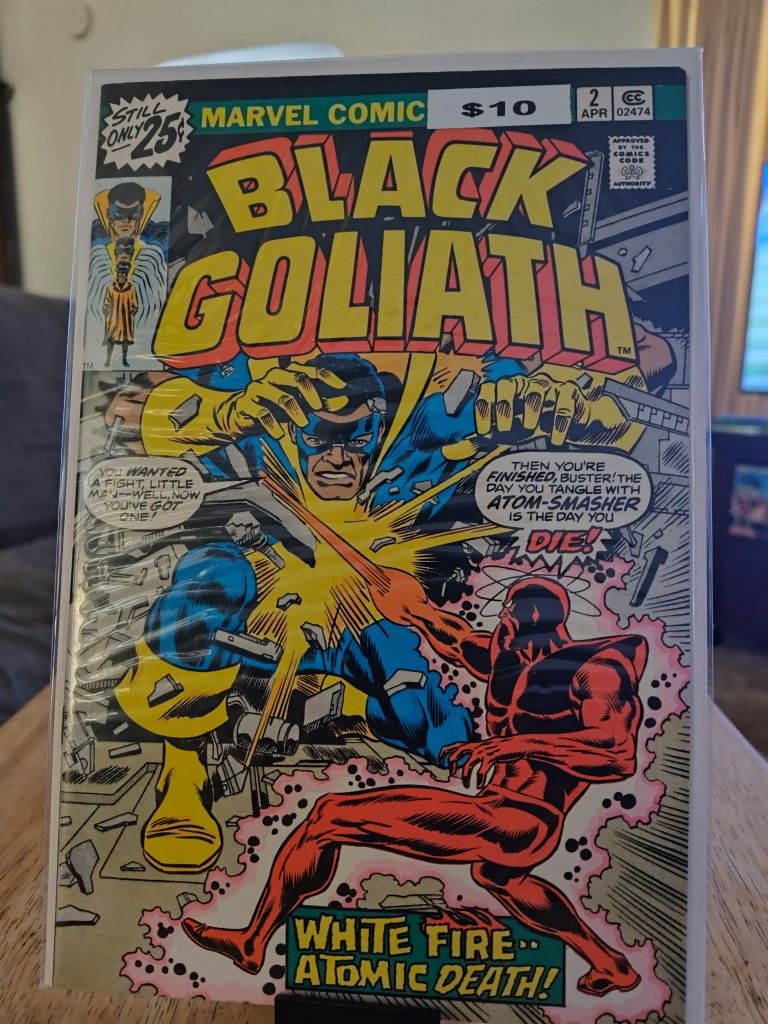 STILL
ONLY 25¢
MARVEL COMIC
$10
2
APR
CC
02474
APPROVED
BY THE
COMICS
CODE
AUTHORITY
BLACK
GOLIATH
TM
TM
YOU WANTED
A FIGHT, LITTLE
MAN--WELL, NOW
YOU'VE GOT
ONE!
THEN YOU'RE
FINISHED, BUSTER! THE
DAY YOU TANGLE WITH
ATOM-SMASHER
IS THE DAY YOU
DIE!
WHITE FIRE--
ATOMIC DEATH!